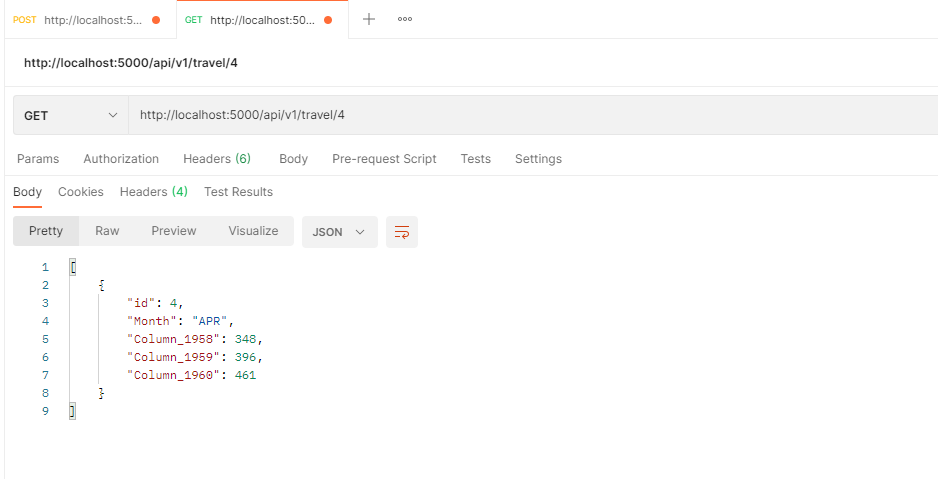 POST http://localhost:5... GET http://localhost:50... + ooo
http://localhost:5000/api/v1/travel/4
GET http://localhost:5000/api/v1/travel/4
Params Authorization Headers (6) Body Pre-request Script Tests Settings
Body Cookies Headers (4) Test Results
Pretty Raw Preview Visualize JSON
1 [
2 {
3 "id": 4,
4 "Month": "APR",
5 "Column_1958": 348,
6 "Column_1959": 396,
7 "Column_1960": 461
8 }
9 ]